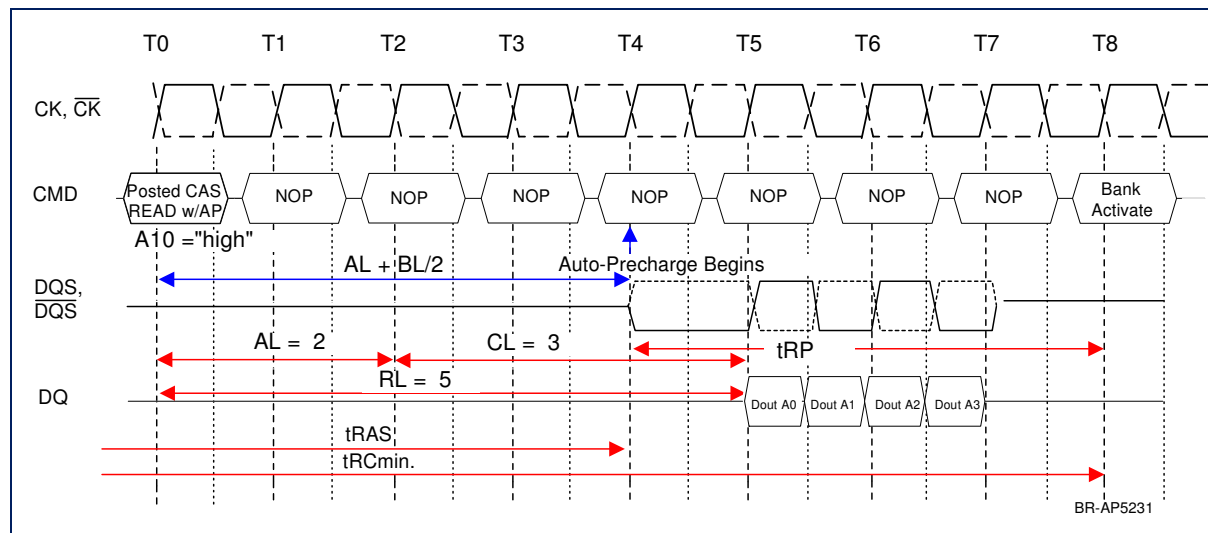 T0 T1 T2 T3 T4 T5 T6 T7 T8
CK, CK
CMD
Posted CAS
READ w/AP
NOP NOP NOP NOP NOP NOP NOP
Bank
Activate
A10 ="high"
AL + BL/2
Auto-Precharge Begins
DQS,
DQS
AL = 2
CL = 3
tRP
RL = 5
DQ
Dout A0 Dout A1 Dout A2 Dout A3
tRAS
tRCmin.
BR-AP5231